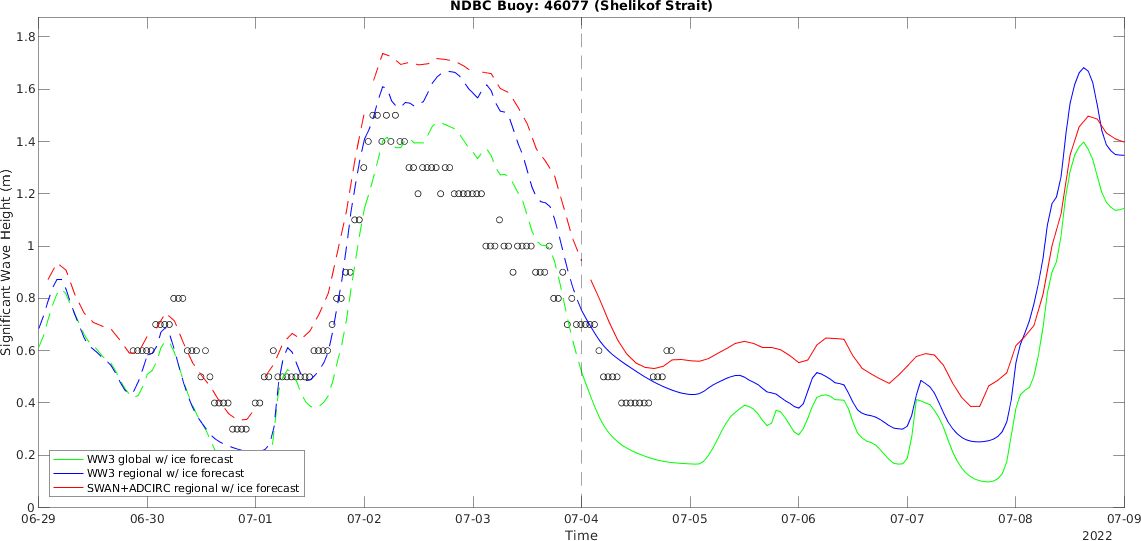 NDBC Buoy: 46077 (Shelikof Strait)
Significant Wave Height (m)
1.8
1.6
1.4
1.2
1
0.8
0.6
0.4
0.2
0
WW3 global w/ ice forecast
WW3 regional w/ ice forecast
SWAN+ADCIRC regional w/ ice forecast
06-29 06-30 07-01 07-02 07-03 07-04 07-05 07-06 07-07 07-08 07-09
Time
2022